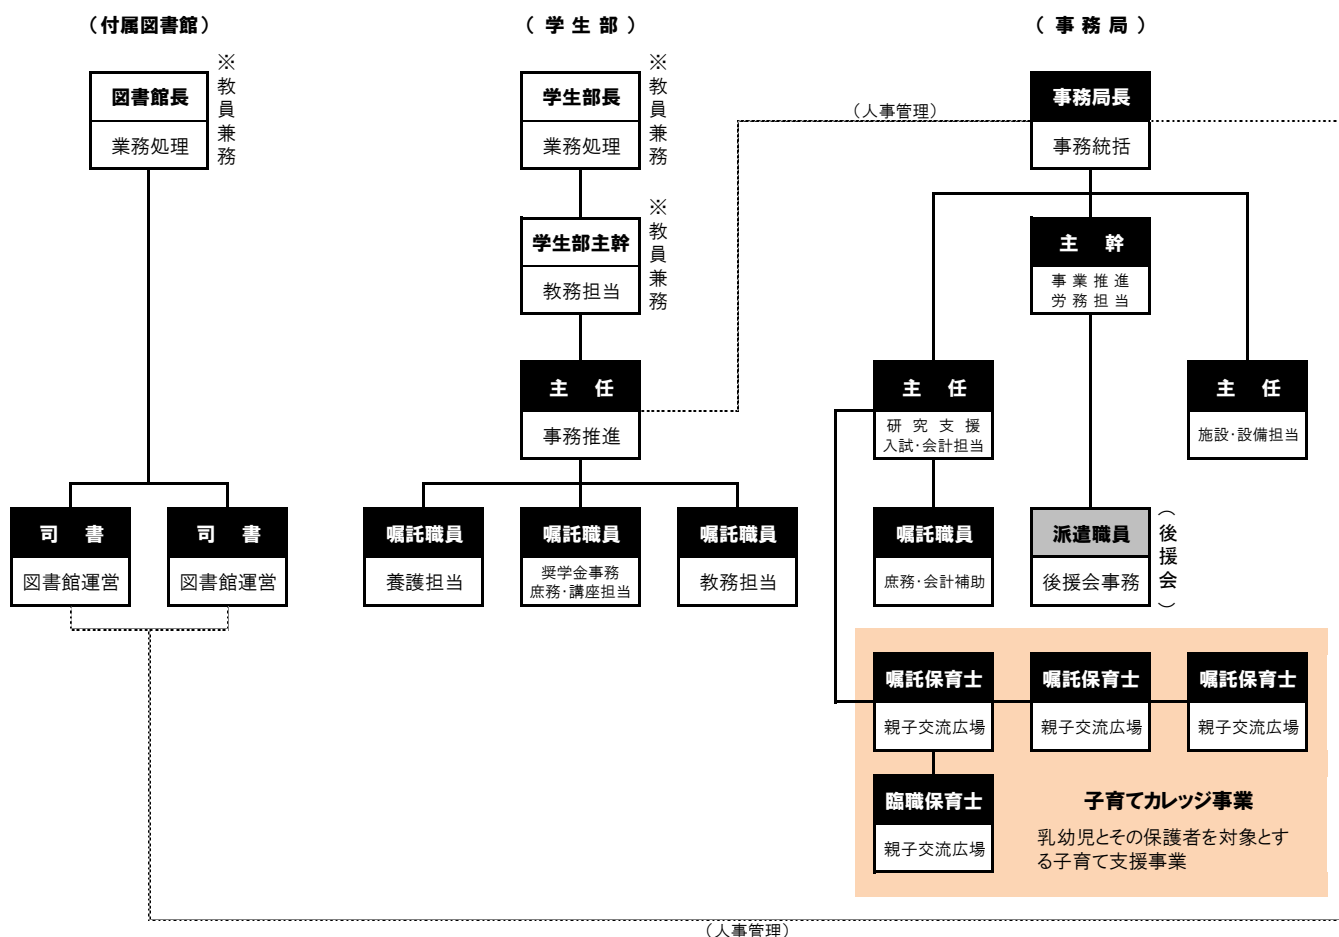 （付属図書館）
（ 学 生 部 ）
（ 事 務 局 ）
図書館長
業務処理
※教員兼務
学生部長
業務処理
※教員兼務
（人事管理）
事務局長
事務統括
学生部主幹
教務担当
※教員兼務
主　幹
事 業 推 進
労 務 担 当
主　任
事務推進
主　任
研 究 支 援
入試・会計担当
主　任
施設・設備担当
司　書
図書館運営
司　書
図書館運営
嘱託職員
養護担当
嘱託職員
奨学金事務
庶務・講座担当
嘱託職員
教務担当
嘱託職員
庶務・会計補助
派遣職員
後援会事務
（後援会）
嘱託保育士
親子交流広場
嘱託保育士
親子交流広場
嘱託保育士
親子交流広場
臨職保育士
親子交流広場
子育てカレッジ事業
乳幼児とその保護者を対象とす
る子育て支援事業
（人事管理）